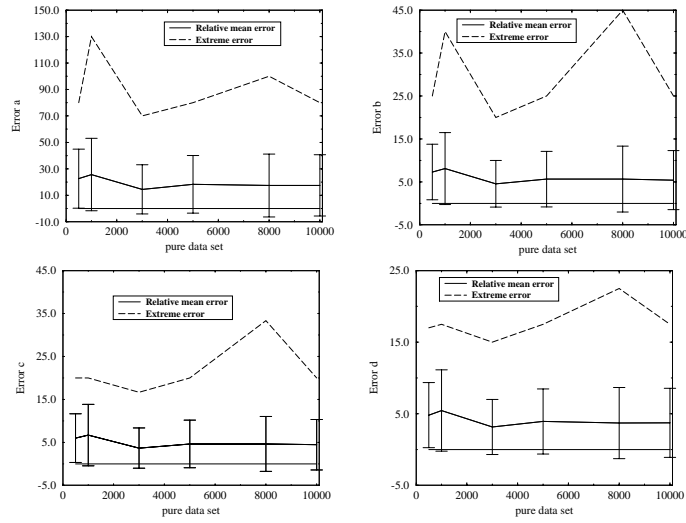 150.0
130.0
110.0
90.0
70.0
50.0
30.0
10.0
-10.0
Error a
Relative mean error
Extreme error
0 2000 4000 6000 8000 10000
pure data set
45.0
35.0
25.0
15.0
5.0
-5.0
Error b
Relative mean error
Extreme error
0 2000 4000 6000 8000 10000
pure data set
45.0
35.0
25.0
15.0
5.0
-5.0
Error c
Relative mean error
Extreme error
0 2000 4000 6000 8000 10000
pure data set
25.0
15.0
5.0
-5.0
Error d
Relative mean error
Extreme error
0 2000 4000 6000 8000 10000
pure data set